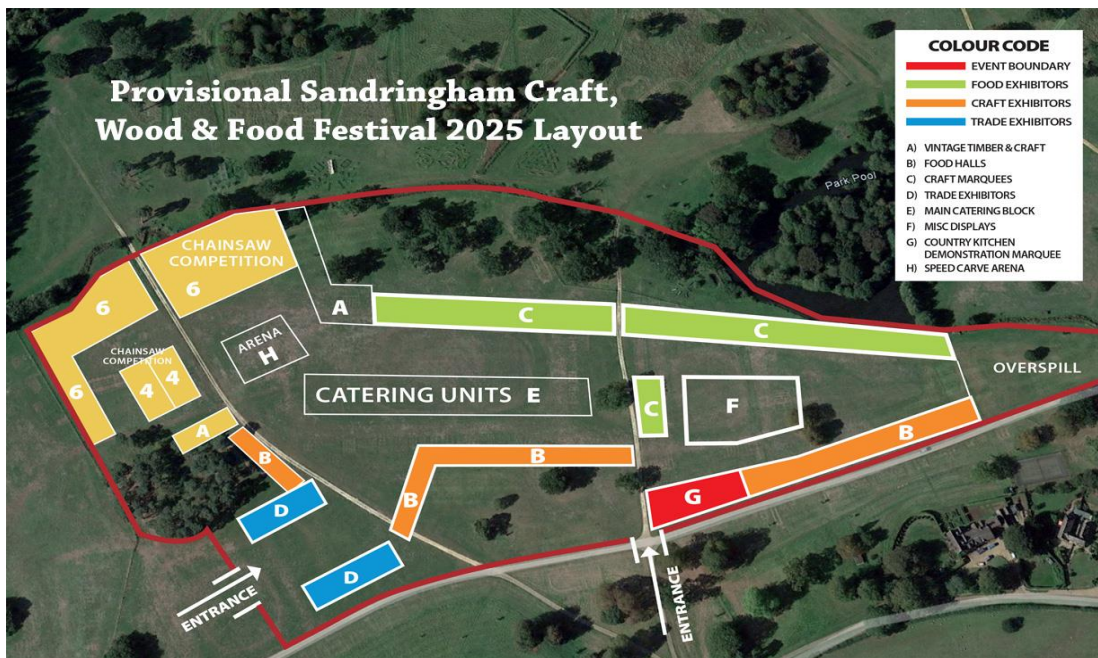 Provisional Sandringham Craft,
Wood & Food Festival 2025 Layout
COLOUR CODE
EVENT BOUNDARY
FOOD EXHIBITORS
CRAFT EXHIBITORS
TRADE EXHIBITORS
A) VINTAGE TIMBER & CRAFT
B) FOOD HALLS
C) CRAFT MARQUEES
D) TRADE EXHIBITORS
E) MAIN CATERING BLOCK
F) MISC DISPLAYS
G) COUNTRY KITCHEN
DEMONSTRATION MARQUEE
H) SPEED CARVE ARENA
Park Pool
CHAINSAW
COMPETITION
6
6
A
C
C
ARENA
H
CHAINSAW
COMPETITION
4
4
6
OVERSPILL
CATERING UNITS E
C
F
A
B
B
B
B
D
G
D
ENTRANCE
ENTRANCE